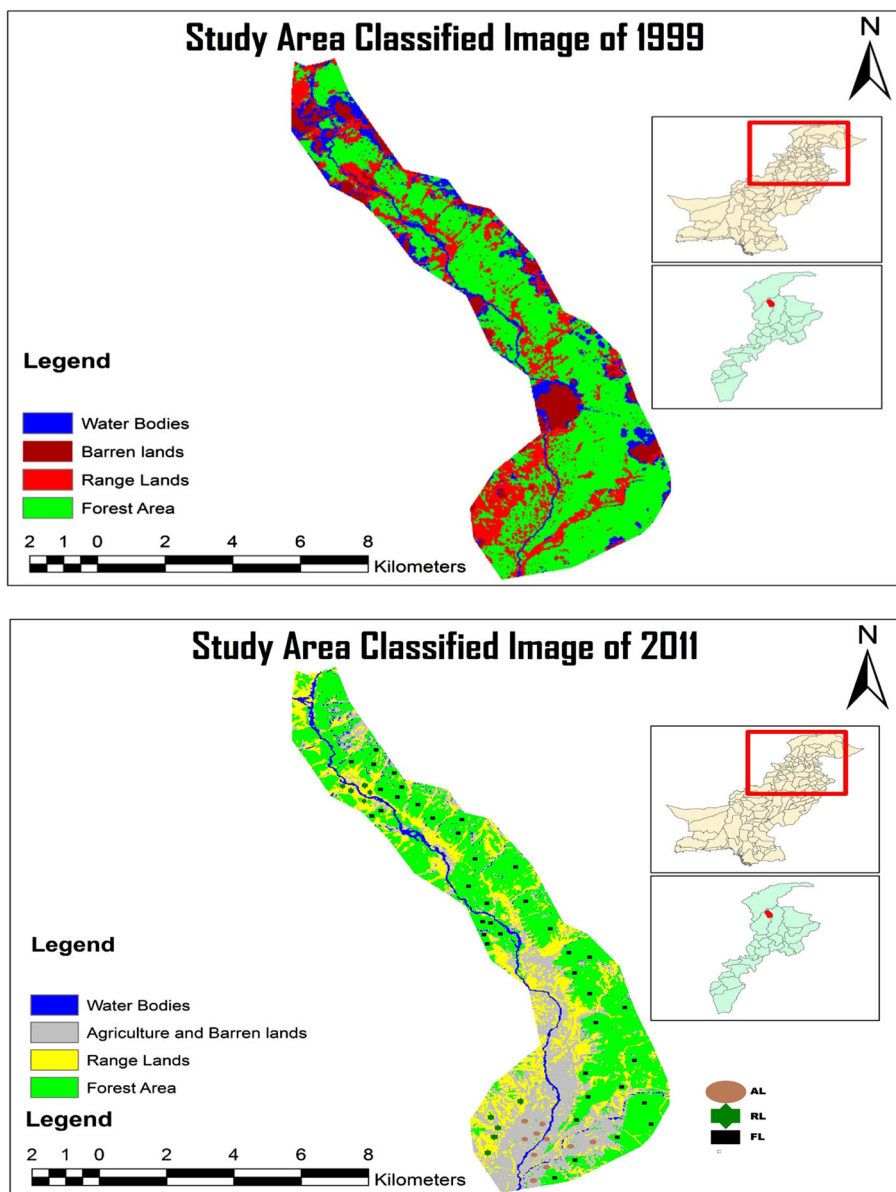 Study Area Classified Image of 1999
N
Legend
Water Bodies
Barren lands
Range Lands
Forest Area
2 1 0 2 4 6 8
Kilometers
Study Area Classified Image of 2011
N
Legend
Water Bodies
Agriculture and Barren lands
Range Lands
Forest Area
Legend
AL
RL
FL
2 1 0 2 4 6 8
Kilometers